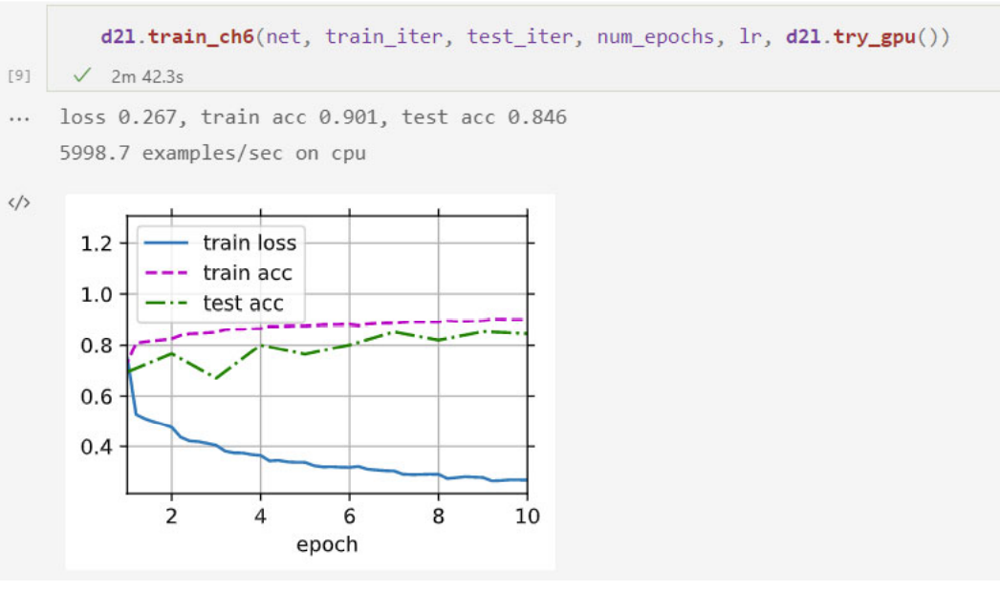 d2l.train_ch6(net, train_iter, test_iter, num_epochs, lr, d2l.try_gpu())
[9]
✓ 2m 42.3s
... loss 0.267, train acc 0.901, test acc 0.846
5998.7 examples/sec on cpu
</>
train loss
train acc
test acc
1.2
1.0
0.8
0.6
0.4
2 4 6 8 10
epoch